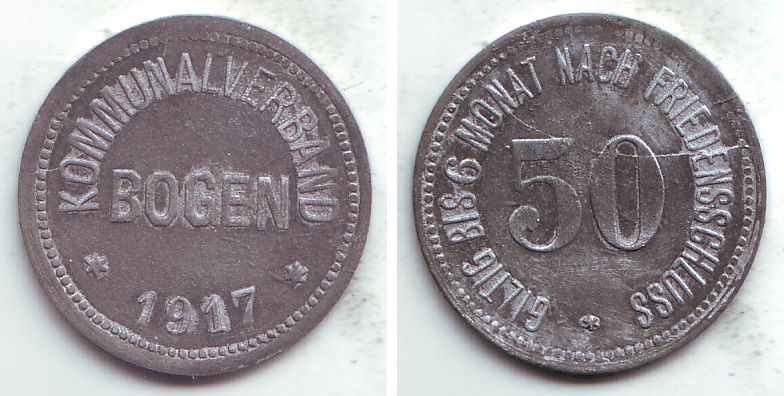 KOMMUNALVERBAND
BOGEN
1917
GILTIG BIS 6 MONAT NACH FRIEDENSSCHLUSS
50